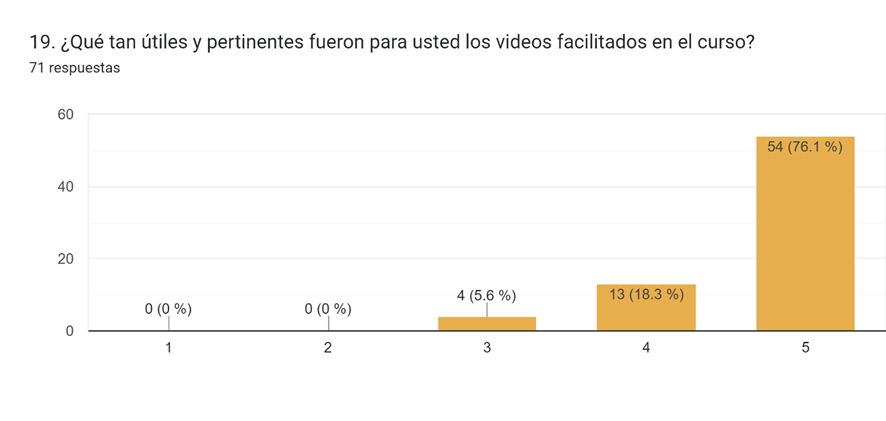 19. ¿Qué tan útiles y pertinentes fueron para usted los videos facilitados en el curso?
71 respuestas
60
40
20
0
0 (0 %)
0 (0 %)
4 (5.6 %)
13 (18.3 %)
54 (76.1 %)
1
2
3
4
5